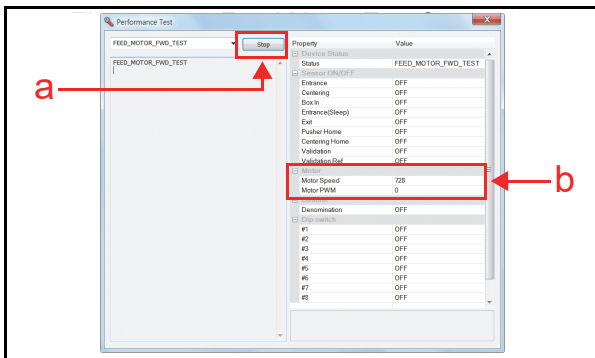 Performance Test
FEED_MOTOR_FWD_TEST Stop
FEED_MOTOR_FWD_TEST
Property Value
Device Status
Status FEED_MOTOR_FWD_TEST
Sensor ON/OFF
Entrance OFF
Centering OFF
Box In OFF
Entrance(Sleep) OFF
Exit OFF
Pusher Home OFF
Centering Home OFF
Validation OFF
Validation Ref OFF
Motor
Motor Speed 728
Motor PWM 0
Denomination OFF
Dip switch
#1 OFF
#2 OFF
#3 OFF
#4 OFF
#5 OFF
#6 OFF
#7 OFF
#8 OFF
a
b